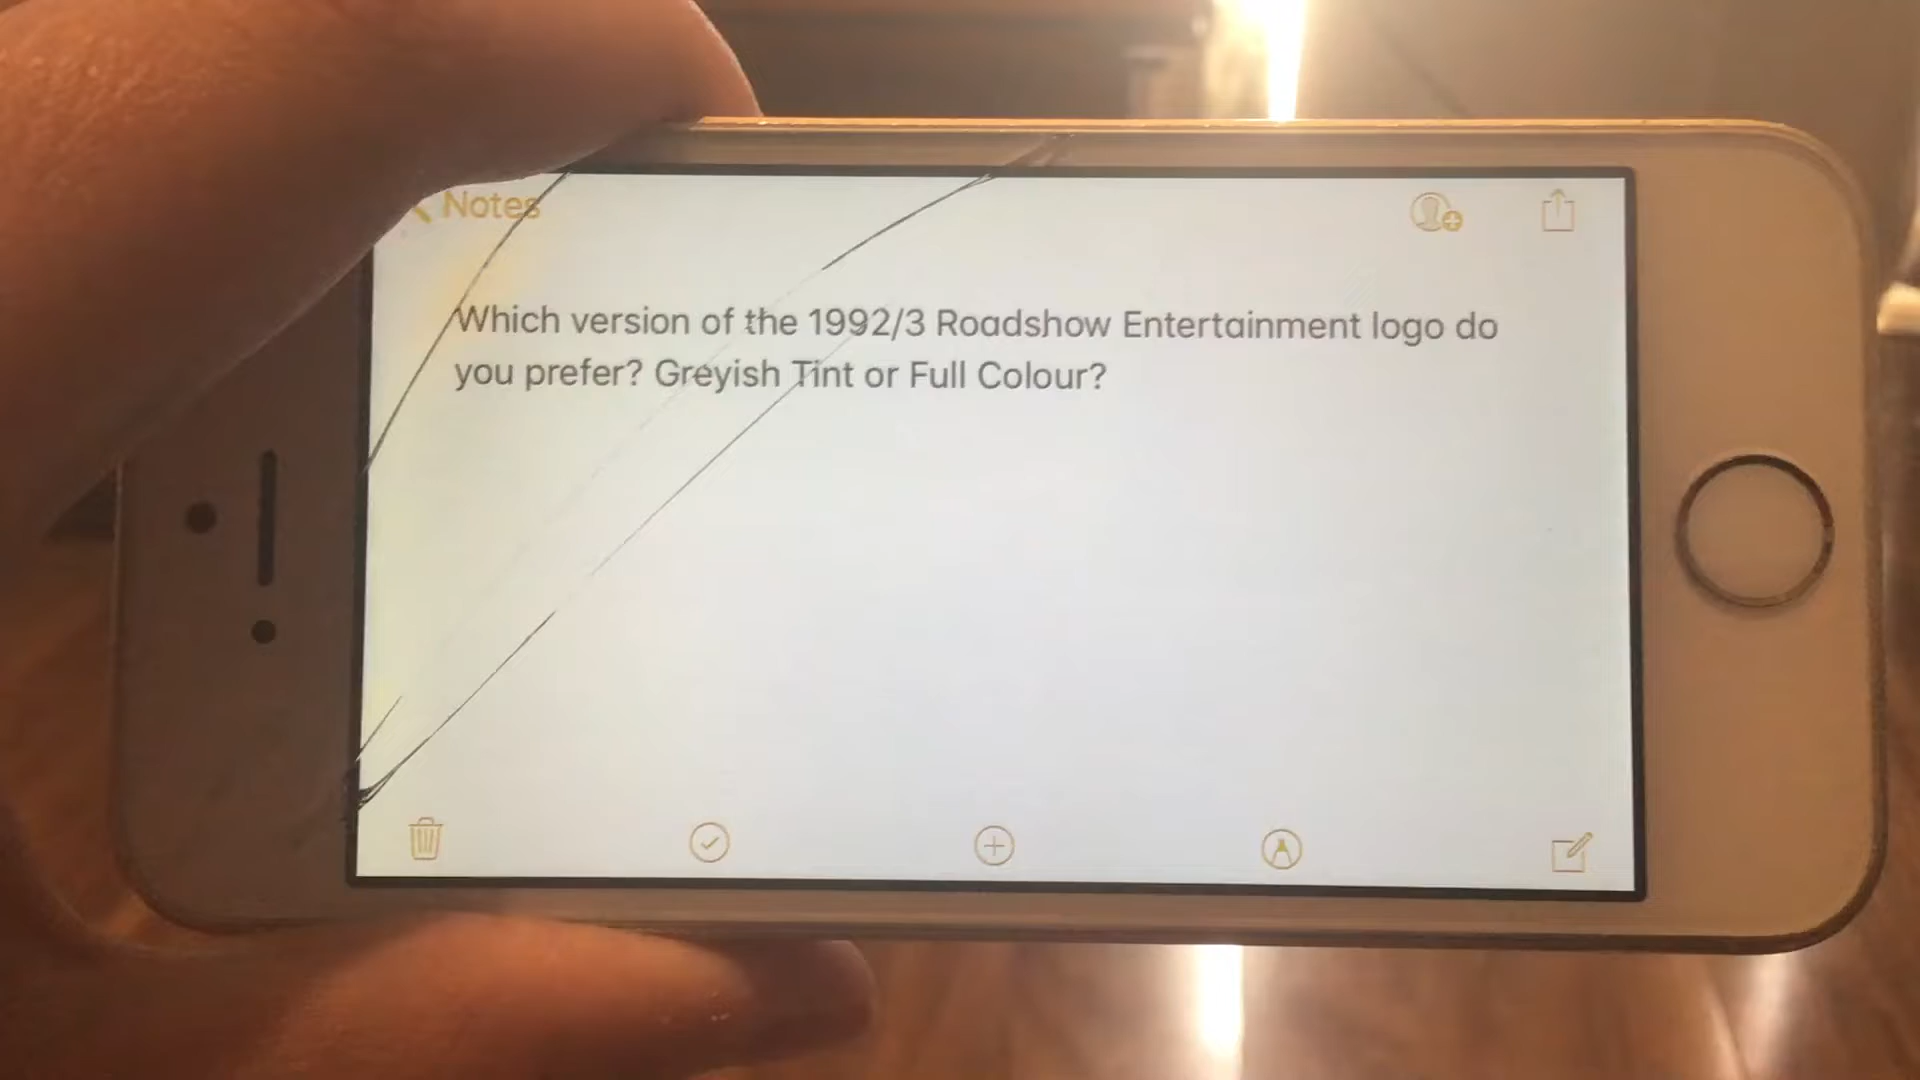 Notes
Which version of the 1992/3 Roadshow Entertainment logo do
you prefer? Greyish Tint or Full Colour?